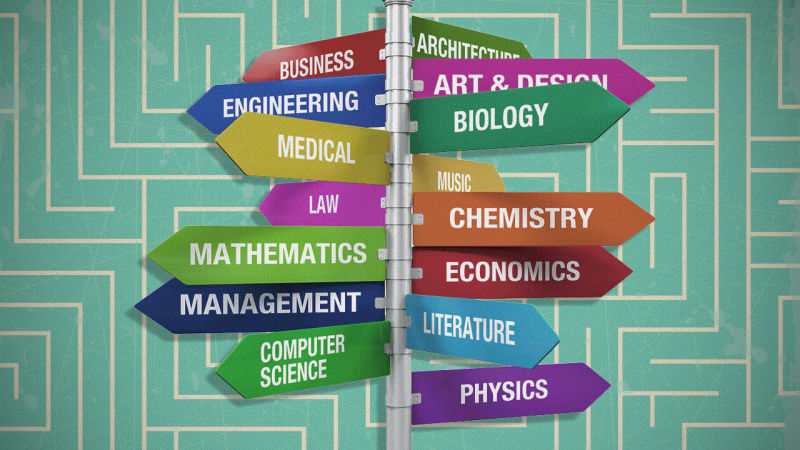 BUSINESS
ENGINEERING
MEDICAL
LAW
MATHEMATICS
MANAGEMENT
COMPUTER
SCIENCE
ARCHITECTURE
ART & DESIGN
BIOLOGY
MUSIC
CHEMISTRY
ECONOMICS
LITERATURE
PHYSICS